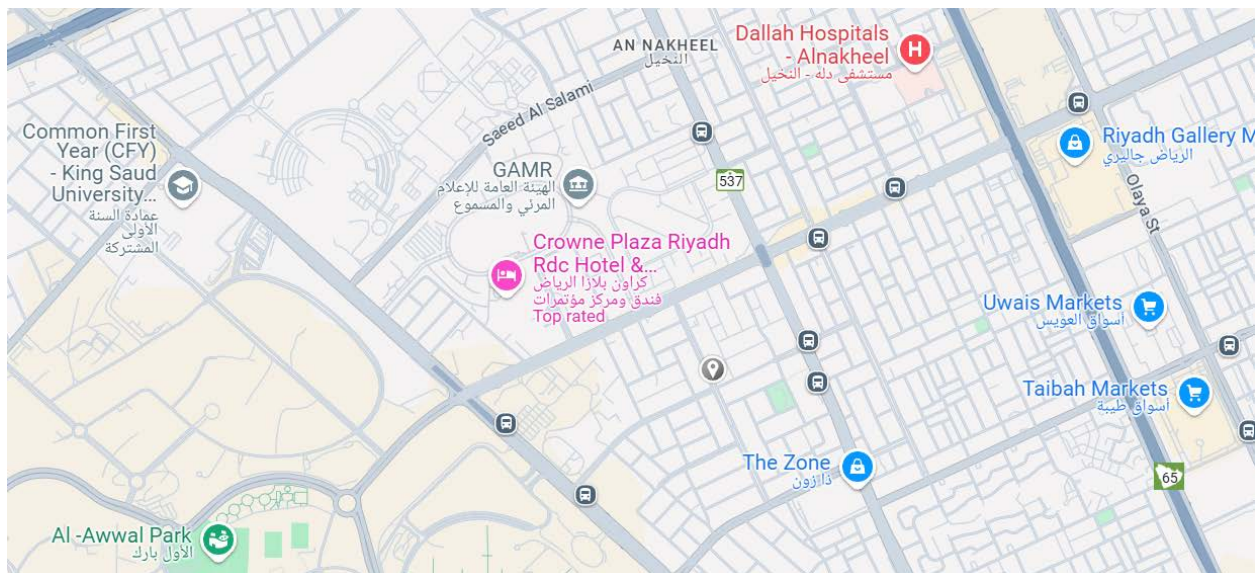 AN NAKHEEL
النخيل
Dallah Hospitals
- Alnakheel
مستشفى دله - النخيل
Saeed Al Salami
Common First
Year (CFY)
- King Saud
University...
عمادة السنة
الأولى
المشتركة
GAMR
الهيئة العامة للإعلام
المرئي والمسموع
537
Riyadh Gallery M
الرياض جاليري
Olaya St
Crowne Plaza Riyadh
Rdc Hotel &...
كراون بلازا الرياض
فندق ومركز مؤتمرات
Top rated
Uwais Markets
أسواق العويس
Taibah Markets
أسواق طيبة
The Zone
ذا زون
65
Al -Awwal Park
الأول بارك